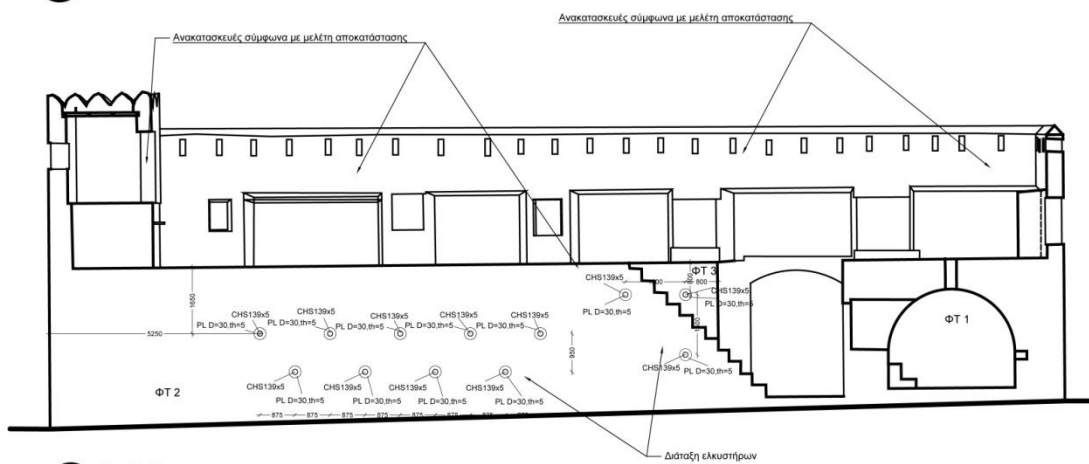 Ανακατασκευές σύμφωνα με μελέτη αποκατάστασης
Ανακατασκευές σύμφωνα με μελέτη αποκατάστασης
ΦΤ 3
CHS139x5
800
CHS139x5
PL D=30,th=5
1650
5250
CHS139x5 CHS139x5 CHS139x5 CHS139x5 CHS139x5
PL D=30,th=5 PL D=30,th=5 PL D=30,th=5 PL D=30,th=5 PL D=30,th=5
950
ΦΤ 1
CHS139x5
PL D=30,th=5
CHS139x5 CHS139x5 CHS139x5 CHS139x5
PL D=30,th=5 PL D=30,th=5 PL D=30,th=5 PL D=30,th=5
ΦΤ 2
875 875 875 875 875 875 875
Διάταξη ελκυστήρων